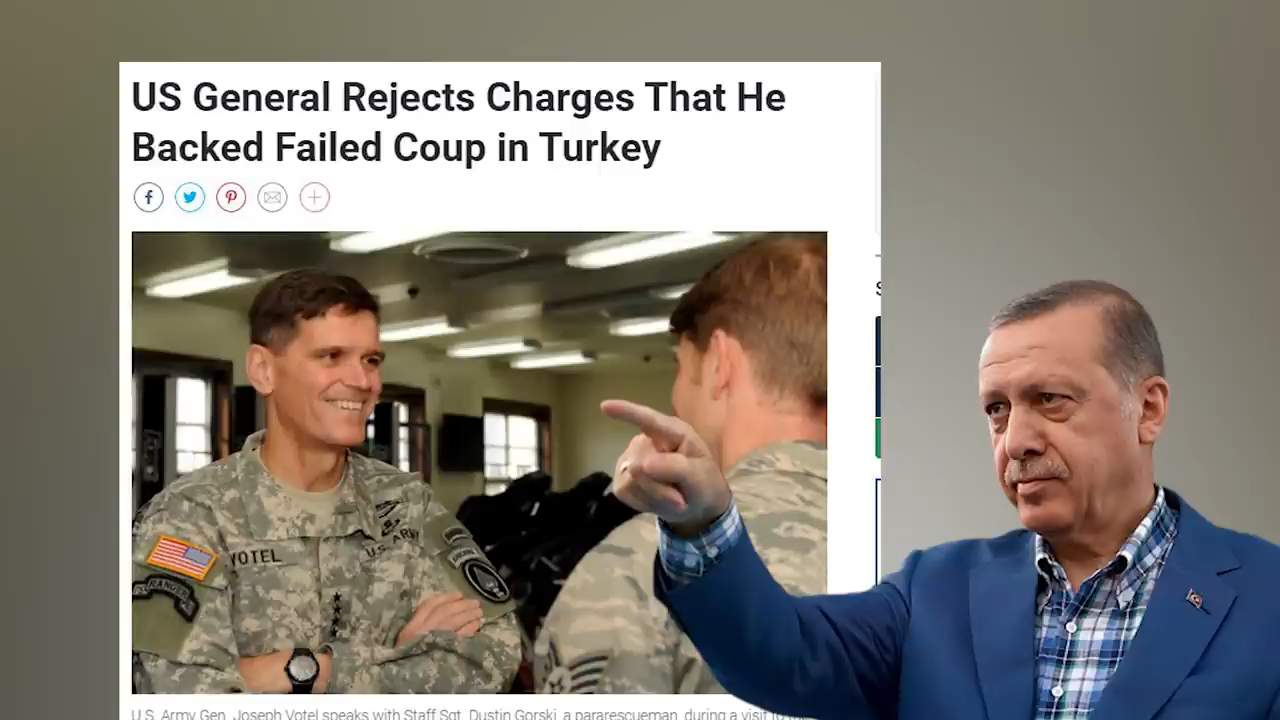 US General Rejects Charges That He
Backed Failed Coup in Turkey
VOTEL
U.S. ARMY
RANGER
U.S. Army Gen. Joseph Votel speaks with Staff Sgt. Dustin Gorski, a pararescueman, during a visit to